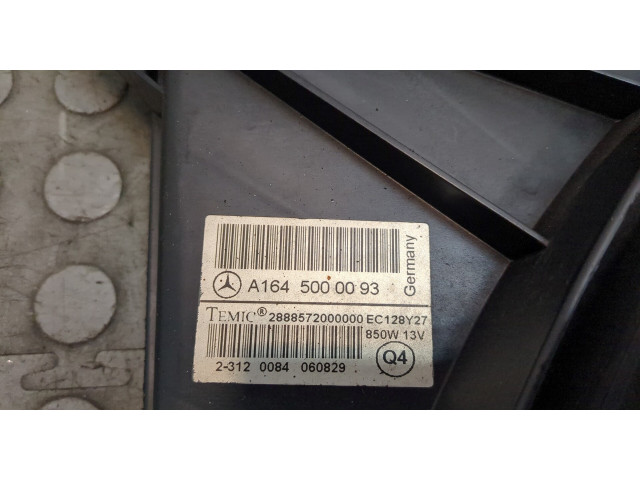 A164 500 00 93
Germany
TEMIC® 2888572000000 EC128Y27
850W 13V
2-312 0084 060829
Q4